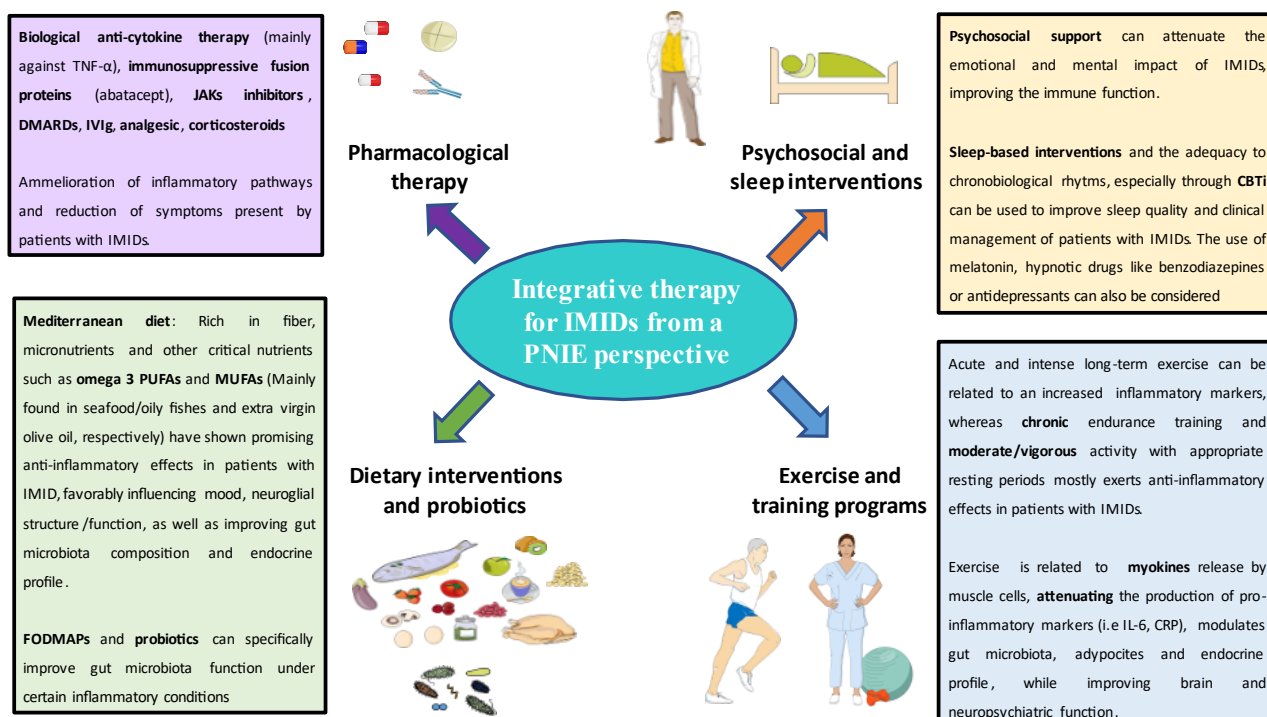 Biological anti-cytokine therapy (mainly
against TNF-α), immunosuppressive fusion
proteins (abatacept), JAKs inhibitors ,
DMARDs, IVIg, analgesic, corticosteroids
Ammelioration of inflammatory pathways
and reduction of symptoms present by
patients with IMIDs.
Pharmacological
therapy
Psychosocial and
sleep interventions
Psychosocial support can attenuate the
emotional and mental impact of IMIDs,
improving the immune function.
Sleep-based interventions and the adequacy to
chronobiological rhytms, especially through CBTi
can be used to improve sleep quality and clinical
management of patients with IMIDs. The use of
melatonin, hypnotic drugs like benzodiazepines
or antidepressants can also be considered
Integrative therapy
for IMIDs from a
PNIE perspective
Mediterranean diet: Rich in fiber,
micronutrients and other critical nutrients
such as omega 3 PUFAs and MUFAs (Mainly
found in seafood/oily fishes and extra virgin
olive oil, respectively) have shown promising
anti-inflammatory effects in patients with
IMID, favorably influencing mood, neuroglial
structure/function, as well as improving gut
microbiota composition and endocrine
profile.
FODMAPs and probiotics can specifically
improve gut microbiota function under
certain inflammatory conditions
Dietary interventions
and probiotics
Exercise and
training programs
Acute and intense long-term exercise can be
related to an increased inflammatory markers,
whereas chronic endurance training and
moderate/vigorous activity with appropriate
resting periods mostly exerts anti-inflammatory
effects in patients with IMIDs.
Exercise is related to myokines release by
muscle cells, attenuating the production of pro-
inflammatory markers (i.e IL-6, CRP), modulates
gut microbiota, adypocites and endocrine
profile, while improving brain and
neuropsychiatric function.